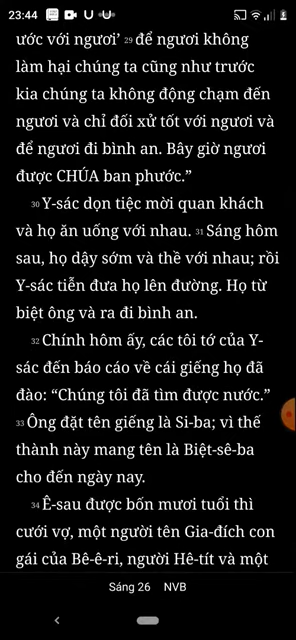 23:44
ước với ngươi’ 29 để ngươi không
làm hại chúng ta cũng như trước
kia chúng ta không động chạm đến
ngươi và chỉ đối xử tốt với ngươi và
để ngươi đi bình an. Bây giờ ngươi
được CHÚA ban phước.”
30 Y-sác dọn tiệc mời quan khách
và họ ăn uống với nhau. 31 Sáng hôm
sau, họ dậy sớm và thề với nhau; rồi
Y-sác tiễn đưa họ lên đường. Họ từ
biệt ông và ra đi bình an.
32 Chính hôm ấy, các tôi tớ của Y-
sác đến báo cáo về cái giếng họ đã
đào: “Chúng tôi đã tìm được nước.”
33 Ông đặt tên giếng là Si-ba; vì thế
thành này mang tên là Biệt-sê-ba
cho đến ngày nay.
34 Ê-sau được bốn mươi tuổi thì
cưới vợ, một người tên Gia-đích con
gái của Bê-ê-ri, người Hê-tít và một
Sáng 26 NVB